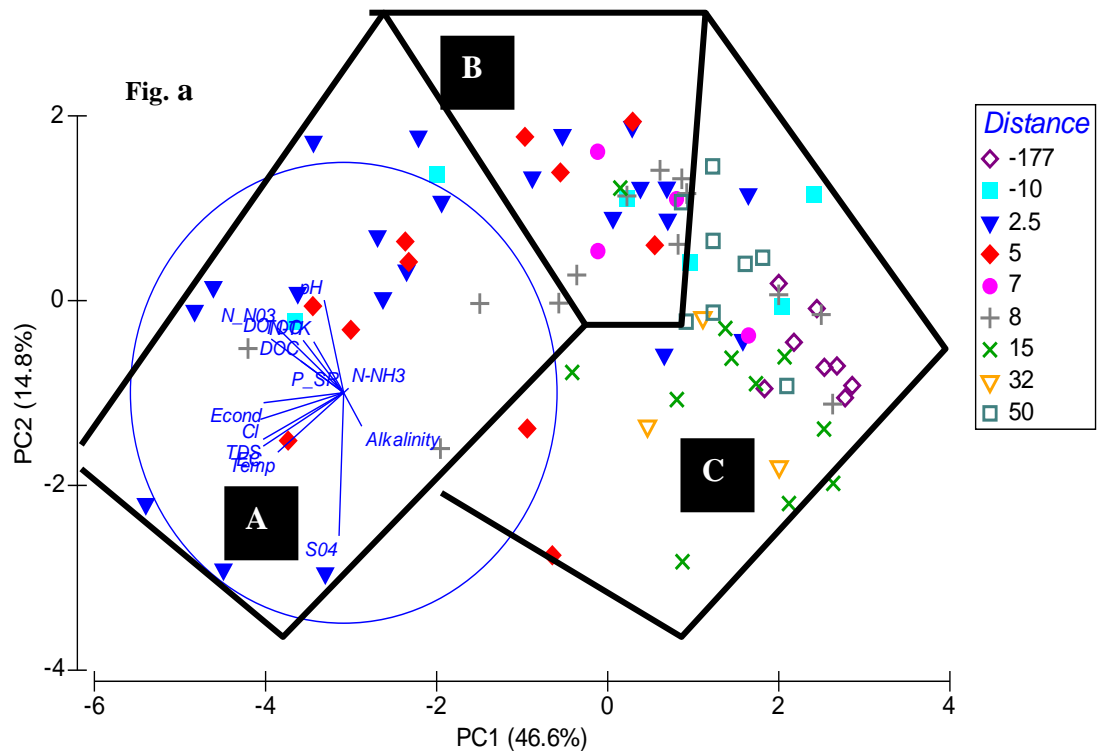 Fig. a
B
A
C
pH
N_N03
DOC
P_SR
N-NH3
Econd
Cl
Alkalinity
TDS
Temp
S04
2
0
-2
-4
PC2 (14.8%)
-6
-4
-2
0
2
4
PC1 (46.6%)
Distance
-177
-10
2.5
5
7
8
15
32
50